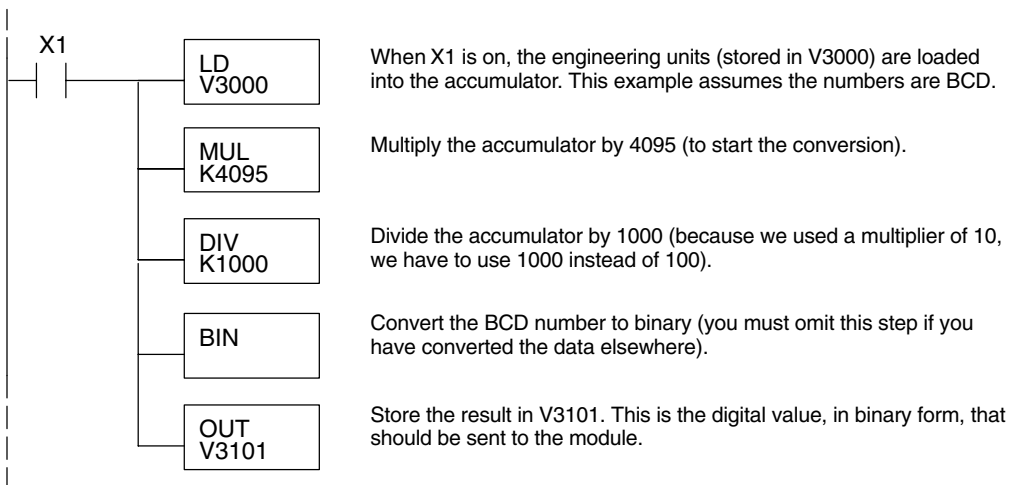 X1
LD
V3000
When X1 is on, the engineering units (stored in V3000) are loaded
into the accumulator. This example assumes the numbers are BCD.
MUL
K4095
Multiply the accumulator by 4095 (to start the conversion).
DIV
K1000
Divide the accumulator by 1000 (because we used a multiplier of 10,
we have to use 1000 instead of 100).
BIN
Convert the BCD number to binary (you must omit this step if you
have converted the data elsewhere).
OUT
V3101
Store the result in V3101. This is the digital value, in binary form, that
should be sent to the module.